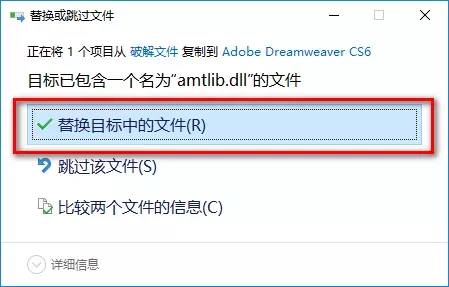 替换或跳过文件
正在将 1 个项目从 破解文件 复制到 Adobe Dreamweaver CS6
目标已包含一个名为“amtlib.dll”的文件
替换目标中的文件(R)
跳过该文件(S)
比较两个文件的信息(C)
详细信息